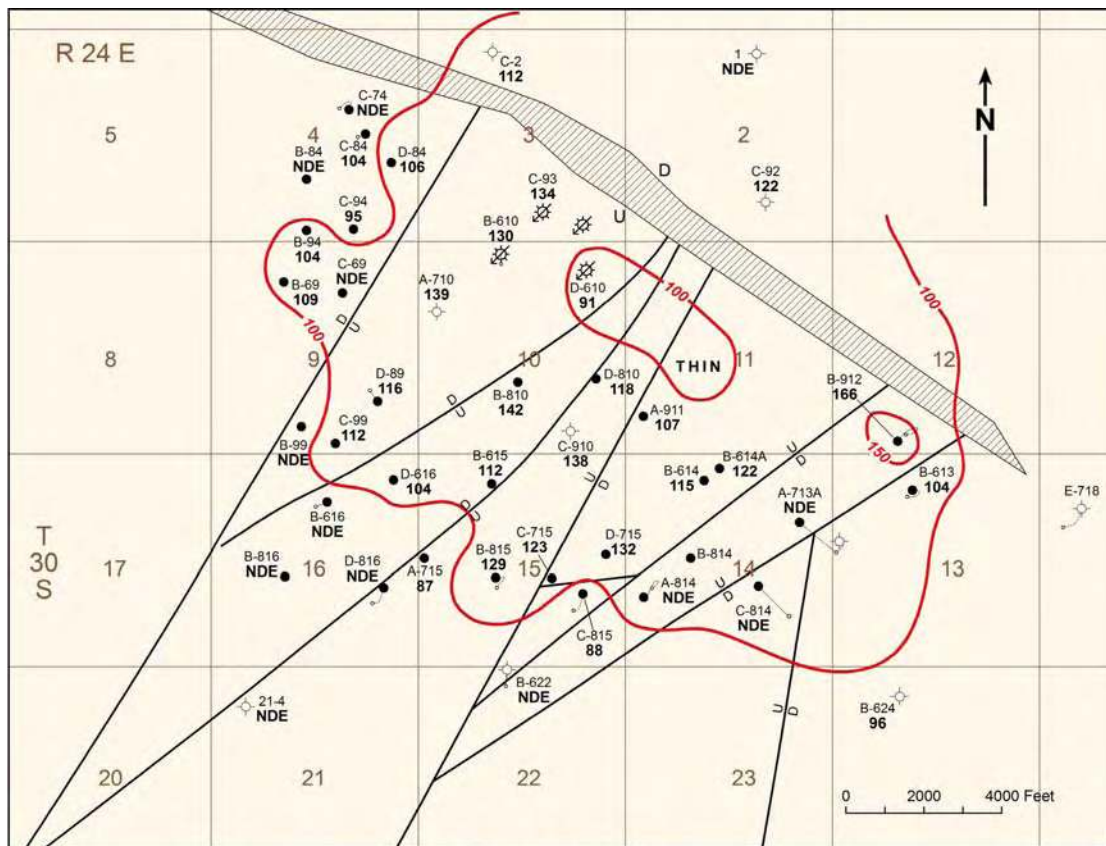 R 24 E
C-2
112
1
NDE
N
C-74
NDE
5
4
3
2
C-84
104
D-84
106
B-84
NDE
C-93
134
D
U
C-92
122
C-94
95
B-610
130
B-94
104
C-69
NDE
B-69
109
A-710
139
D-610
91
100
100
D
U
100
8
9
10
11
12
THIN
D-89
116
D
U
B-810
142
D-810
118
B-912
166
C-99
112
B-99
NDE
A-911
107
C-910
138
U
D
150
U
D
D-616
104
B-615
112
B-614A
122
B-614
115
B-613
104
A-713A
NDE
E-718
B-616
NDE
D
U
T
30
S
17
16
15
14
13
B-816
NDE
D-816
NDE
A-715
87
B-815
129
C-715
123
D-715
132
B-814
A-814
NDE
U
D
C-814
NDE
C-815
88
B-622
NDE
21-4
NDE
U
D
B-624
96
20
21
22
23
0
2000
4000 Feet